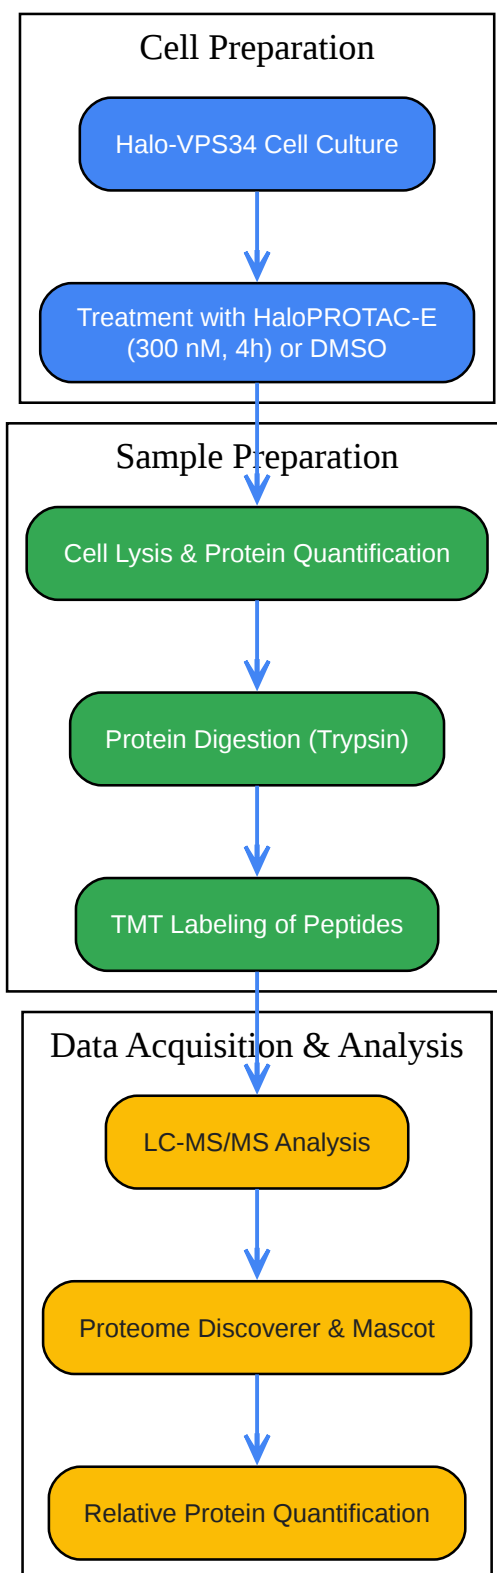 Cell Preparation
Halo-VPS34 Cell Culture
Treatment with HaloPROTAC-E
(300 nM, 4h) or DMSO
Sample Preparation
Cell Lysis & Protein Quantification
Protein Digestion (Trypsin)
TMT Labeling of Peptides
Data Acquisition & Analysis
LC-MS/MS Analysis
Proteome Discoverer & Mascot
Relative Protein Quantification